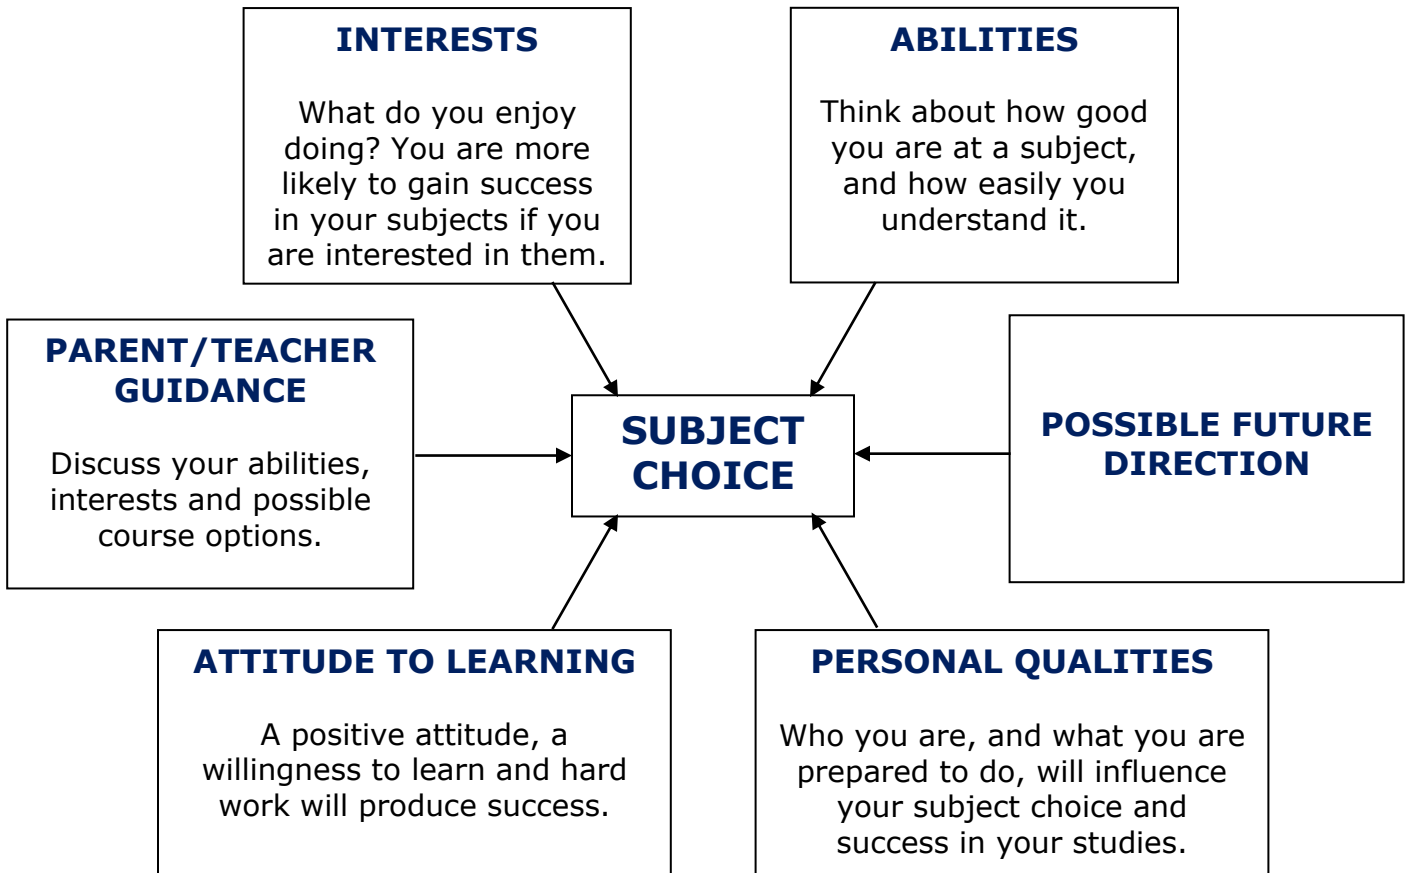 INTERESTS
What do you enjoy
doing? You are more
likely to gain success
in your subjects if you
are interested in them.
ABILITIES
Think about how good
you are at a subject,
and how easily you
understand it.
PARENT/TEACHER
GUIDANCE
Discuss your abilities,
interests and possible
course options.
SUBJECT
CHOICE
POSSIBLE FUTURE
DIRECTION
ATTITUDE TO LEARNING
A positive attitude, a
willingness to learn and hard
work will produce success.
PERSONAL QUALITIES
Who you are, and what you are
prepared to do, will influence
your subject choice and
success in your studies.